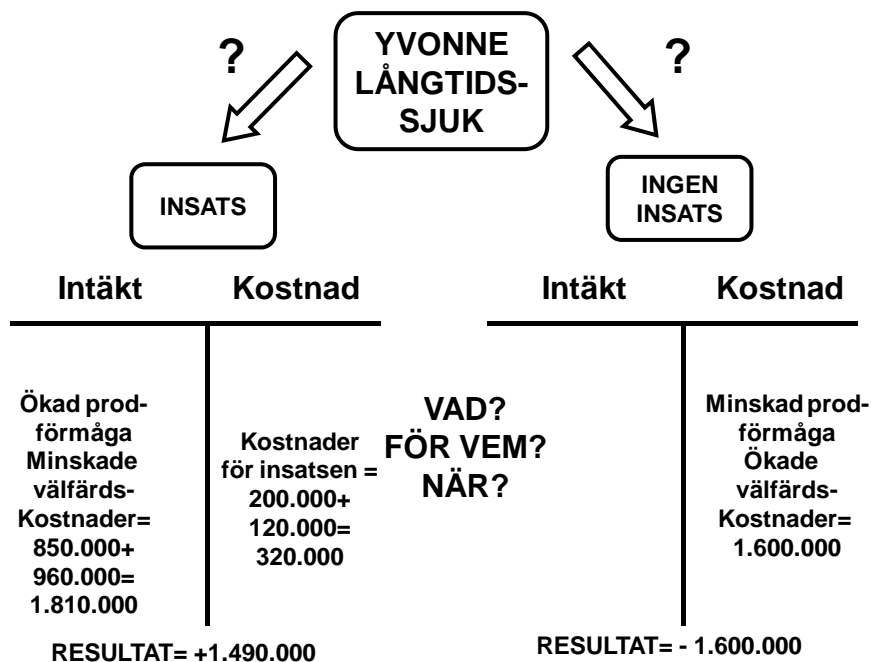 ?
YVONNE
LÅNGTIDS-
SJUK
?
INSATS
INGEN
INSATS
Intäkt
Kostnad
Ökad prod-
förmåga
Minskade
välfärds-
Kostnader=
850.000+
960.000=
1.810.000
Kostnader
för insatsen =
200.000+
120.000=
320.000
RESULTAT= +1.490.000
VAD?
FÖR VEM?
NÄR?
Intäkt
Kostnad
Minskad prod-
förmåga
Ökade
välfärds-
Kostnader=
1.600.000
RESULTAT= - 1.600.000